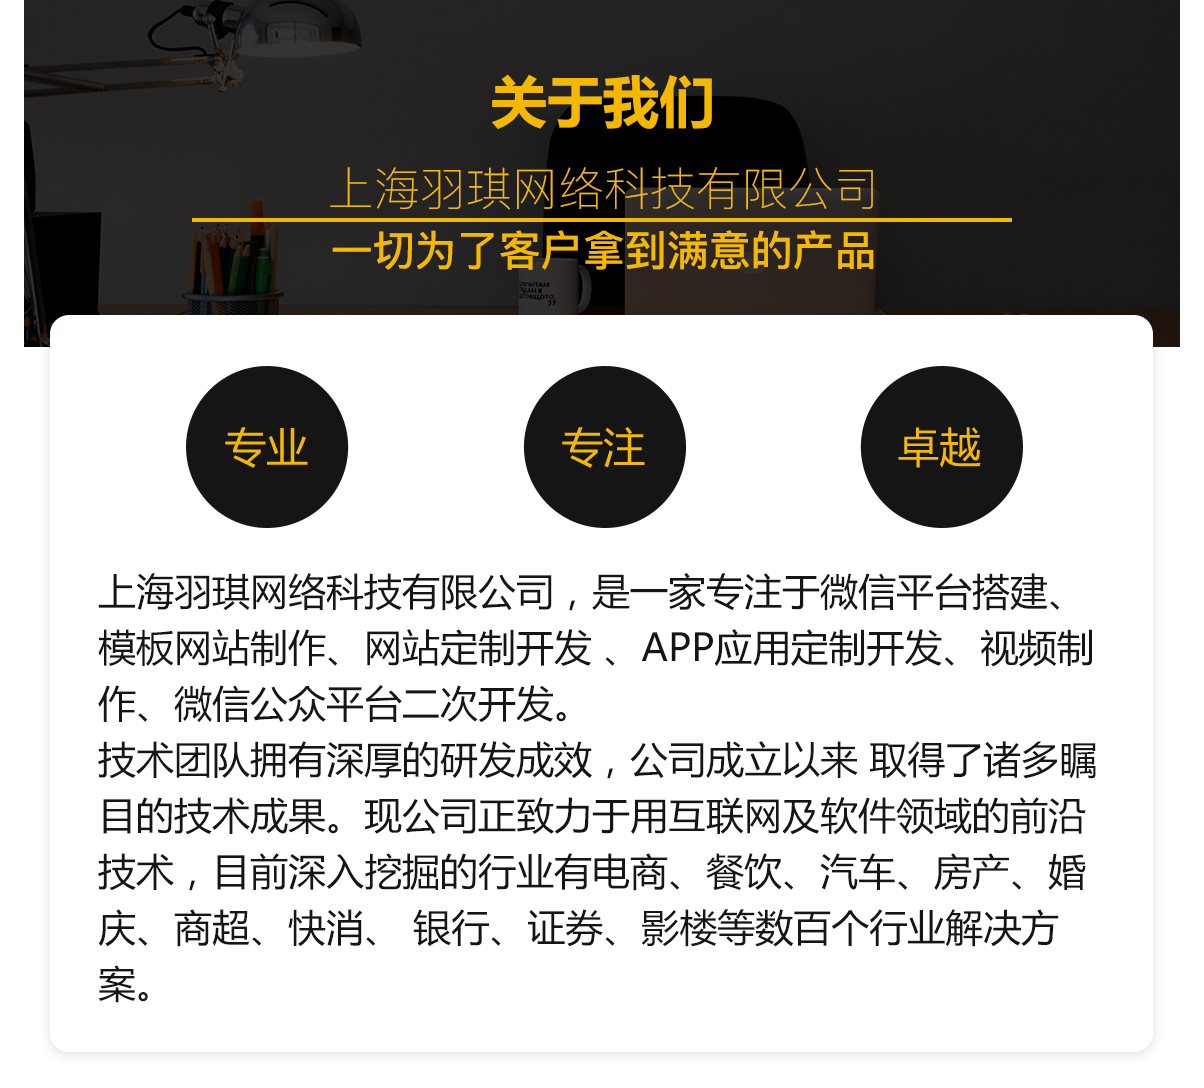 关于我们
上海羽琪网络科技有限公司
一切为了客户拿到满意的产品
专业
专注
卓越
上海羽琪网络科技有限公司，是一家专注于微信平台搭建、
模板网站制作、网站定制开发 、APP应用定制开发、视频制
作、微信公众平台二次开发。
技术团队拥有深厚的研发成效，公司成立以来 取得了诸多瞩
目的技术成果。现公司正致力于用互联网及软件领域的前沿
技术，目前深入挖掘的行业有电商、餐饮、汽车、房产、婚
庆、商超、快消、 银行、证券、影楼等数百个行业解决方
案。